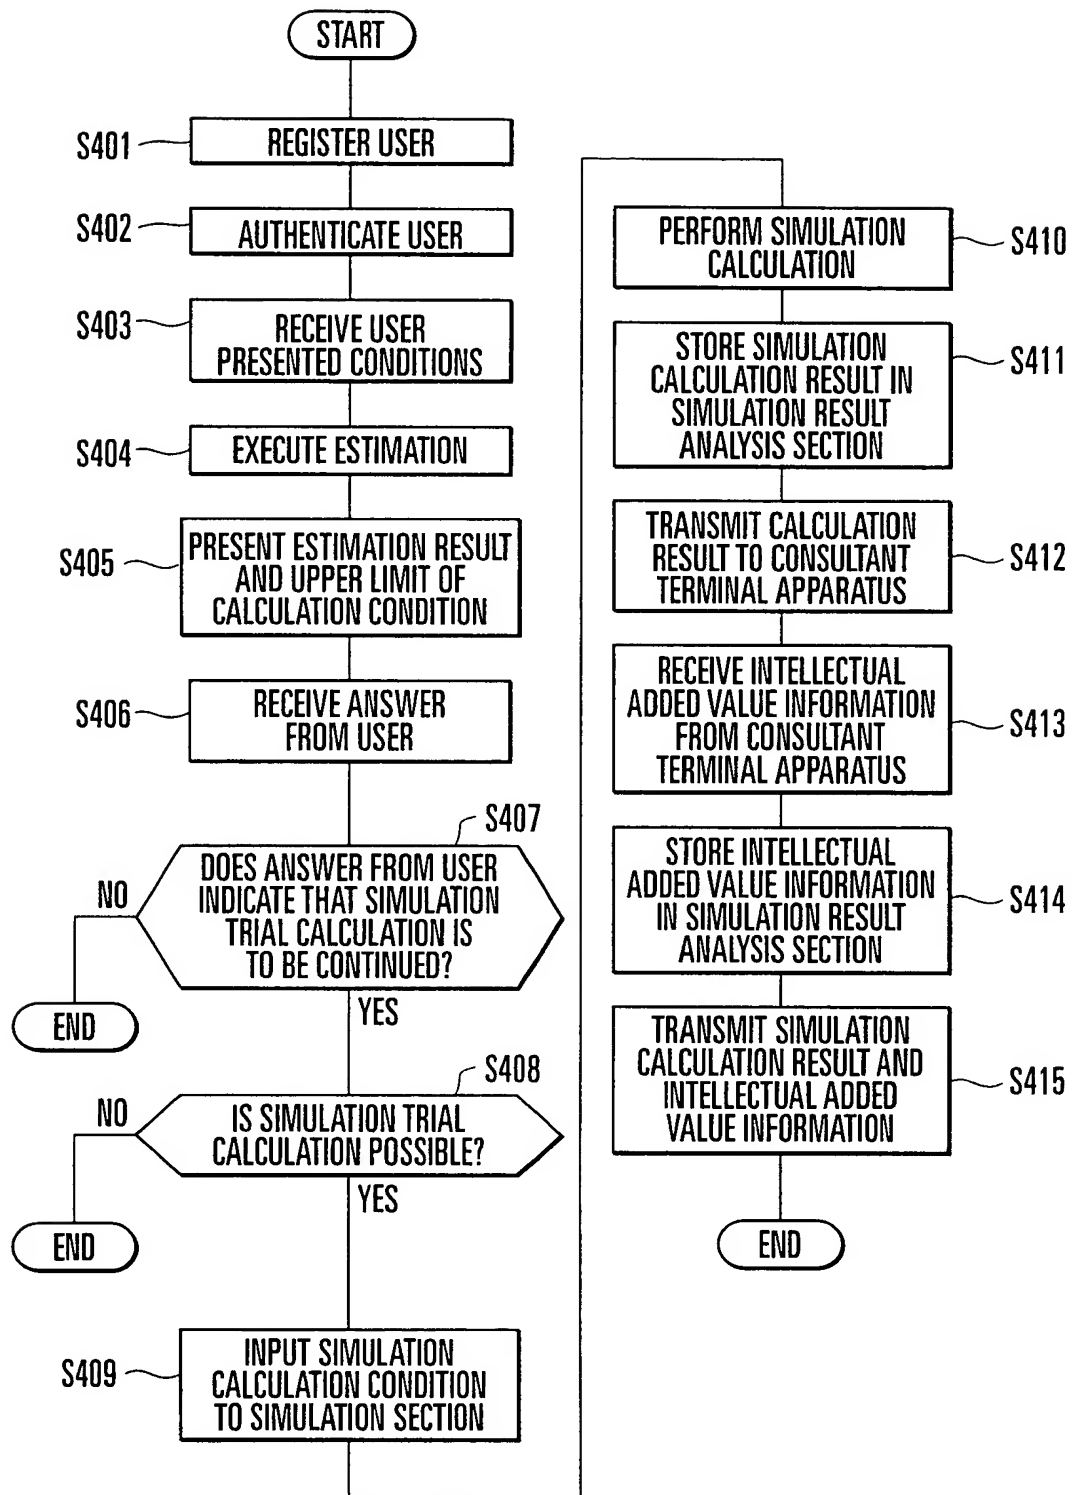 START
S401
REGISTER USER
S402
AUTHENTICATE USER
S403
RECEIVE USER
PRESENTED CONDITIONS
S404
EXECUTE ESTIMATION
S405
PRESENT ESTIMATION RESULT
AND UPPER LIMIT OF
CALCULATION CONDITION
S406
RECEIVE ANSWER
FROM USER
S407
DOES ANSWER FROM USER
INDICATE THAT SIMULATION
TRIAL CALCULATION IS
TO BE CONTINUED?
NO
END
YES
S408
IS SIMULATION TRIAL
CALCULATION POSSIBLE?
NO
END
YES
S409
INPUT SIMULATION
CALCULATION CONDITION
TO SIMULATION SECTION
PERFORM SIMULATION
CALCULATION
S410
STORE SIMULATION
CALCULATION RESULT IN
SIMULATION RESULT
ANALYSIS SECTION
S411
TRANSMIT CALCULATION
RESULT TO CONSULTANT
TERMINAL APPARATUS
S412
RECEIVE INTELLECTUAL
ADDED VALUE INFORMATION
FROM CONSULTANT
TERMINAL APPARATUS
S413
STORE INTELLECTUAL
ADDED VALUE INFORMATION
IN SIMULATION RESULT
ANALYSIS SECTION
S414
TRANSMIT SIMULATION
CALCULATION RESULT AND
INTELLECTUAL ADDED
VALUE INFORMATION
S415
END